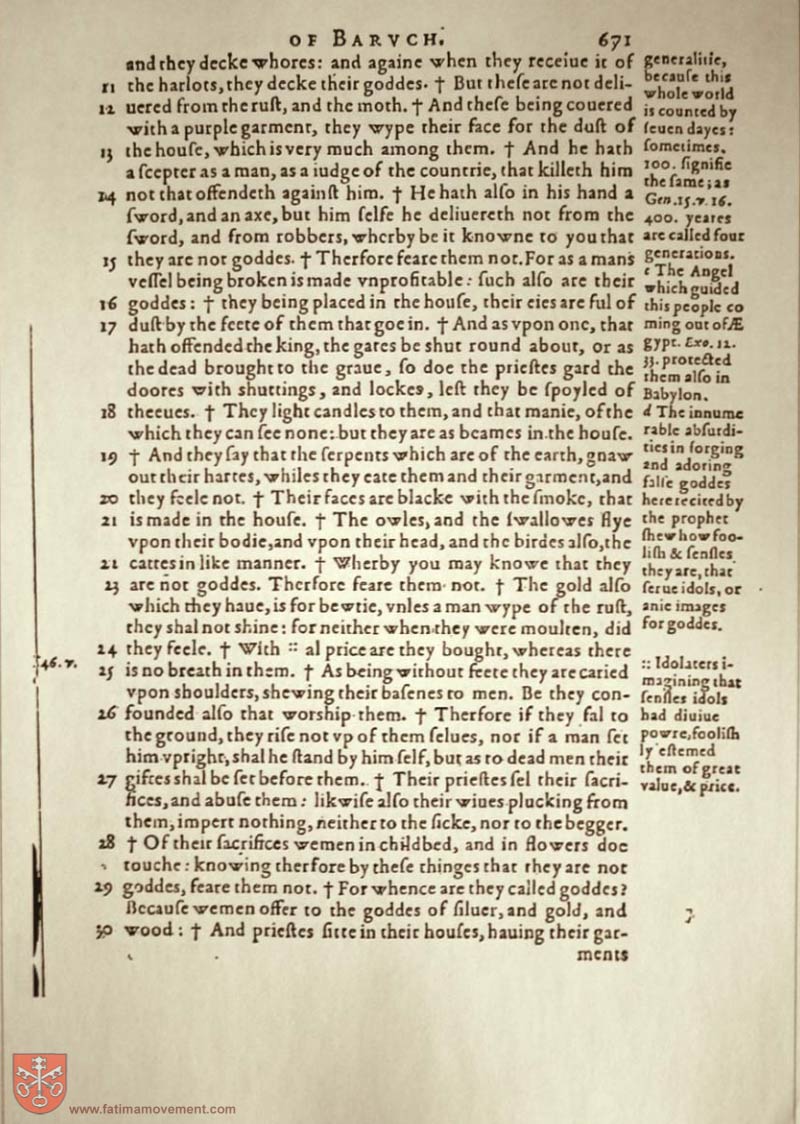 OF BARVCH. 671
and they decke whores: and againe when they receiue it of
11 the harlots, they decke their goddes. † But theſe are not deli-
12 uered from the ruſt, and the moth. † And theſe being couered
with a purple garment, they wype their face for the duſt of
13 the houſe, which is very much among them. † And he hath
a ſcepter as a man, as a iudge of the countrie, that killeth him
14 not that offendeth againſt him. † He hath alſo in his hand a
ſword, and an axe, but him ſelfe he deliuereth not from the
ſword, and from robbers, wherby be it knowne to you that
15 they are not goddes. † Therfore feare them not. For as a mans
veſſel being broken is made vnprofitable: ſuch alſo are their
16 goddes: † they being placed in the houſe, their eies are ful of
17 duſt by the feete of them that goe in. † And as vpon one, that
hath offended the king, the gates be shut round about, or as
the dead brought to the graue, ſo doe the prieſtes gard the
doores with shuttings, and lockes, leſt they be ſpoyled of
18 theeues. † They light candles to them, and that manie, of the
which they can ſee none: but they are as beames in the houſe.
19 † And they ſay that the ſerpents which are of the earth, gnaw
out their hartes, whiles they eate them and their garment, and
20 they feele not. † Their faces are blacke with the ſmoke, that
21 is made in the houſe. † The owles, and the ſwallowes flye
vpon their bodie, and vpon their head, and the birdes alſo, the
21 cattes in like manner. † Wherby you may knowe that they
23 are not goddes. Therfore feare them not. † The gold alſo
which they haue, is for bewtie, vnles a man wype of the ruſt,
they shal not shine: for neither when they were moulten, did
24 they feele. † With :: al price are they bought, whereas there
25 is no breath in them. † As being without feete they are caried
vpon shoulders, shewing their baſenes to men. Be they con-
26 founded alſo that worship them. † Therfore if they fal to
the ground, they riſe not vp of them ſelues, nor if a man ſet
him vpright, shal he ſtand by him ſelf, but as to dead men their
27 giftes shal be ſet before them. † Their prieſtes ſel their ſacri-
fices, and abuſe them: likwiſe alſo their wiues plucking from
them, impert nothing, neither to the ſicke, nor to the begger.
28 † Of their ſacrifices wemen in childbed, and in flowers doe
touche: knowing therfore by theſe thinges that they are not
29 goddes, feare them not. † For whence are they called goddes?
Becauſe wemen offer to the goddes of ſiluer, and gold, and
30 wood: † And prieſtes ſitte in their houſes, hauing their gar-
ments
generalitie,
becauſe this
whole world
is counted by
ſeuen dayes:
ſometimes.
100. ſignifie
the ſame; as
Gen. 15. v. 16.
400. yeares
are called four
generations.
c The Angel
which guided
this people co
ming out of Æ
gypt. Exo. 12.
33. protected
them alſo in
Babylon.
d The innume
rable abſurdi-
ties in forging
and adoring
falſe goddes
here recited by
the prophet
ſhew how foo-
liſh & ſenſles
they are, that
ſerue idols, or
anie images
for goddes.
:: Idolaters i-
magining that
ſenſles idols
had diuiue
powre, fooliſh
ly eſtemed
them of great
value, & price.
46. v.
www.fatimamovement.com